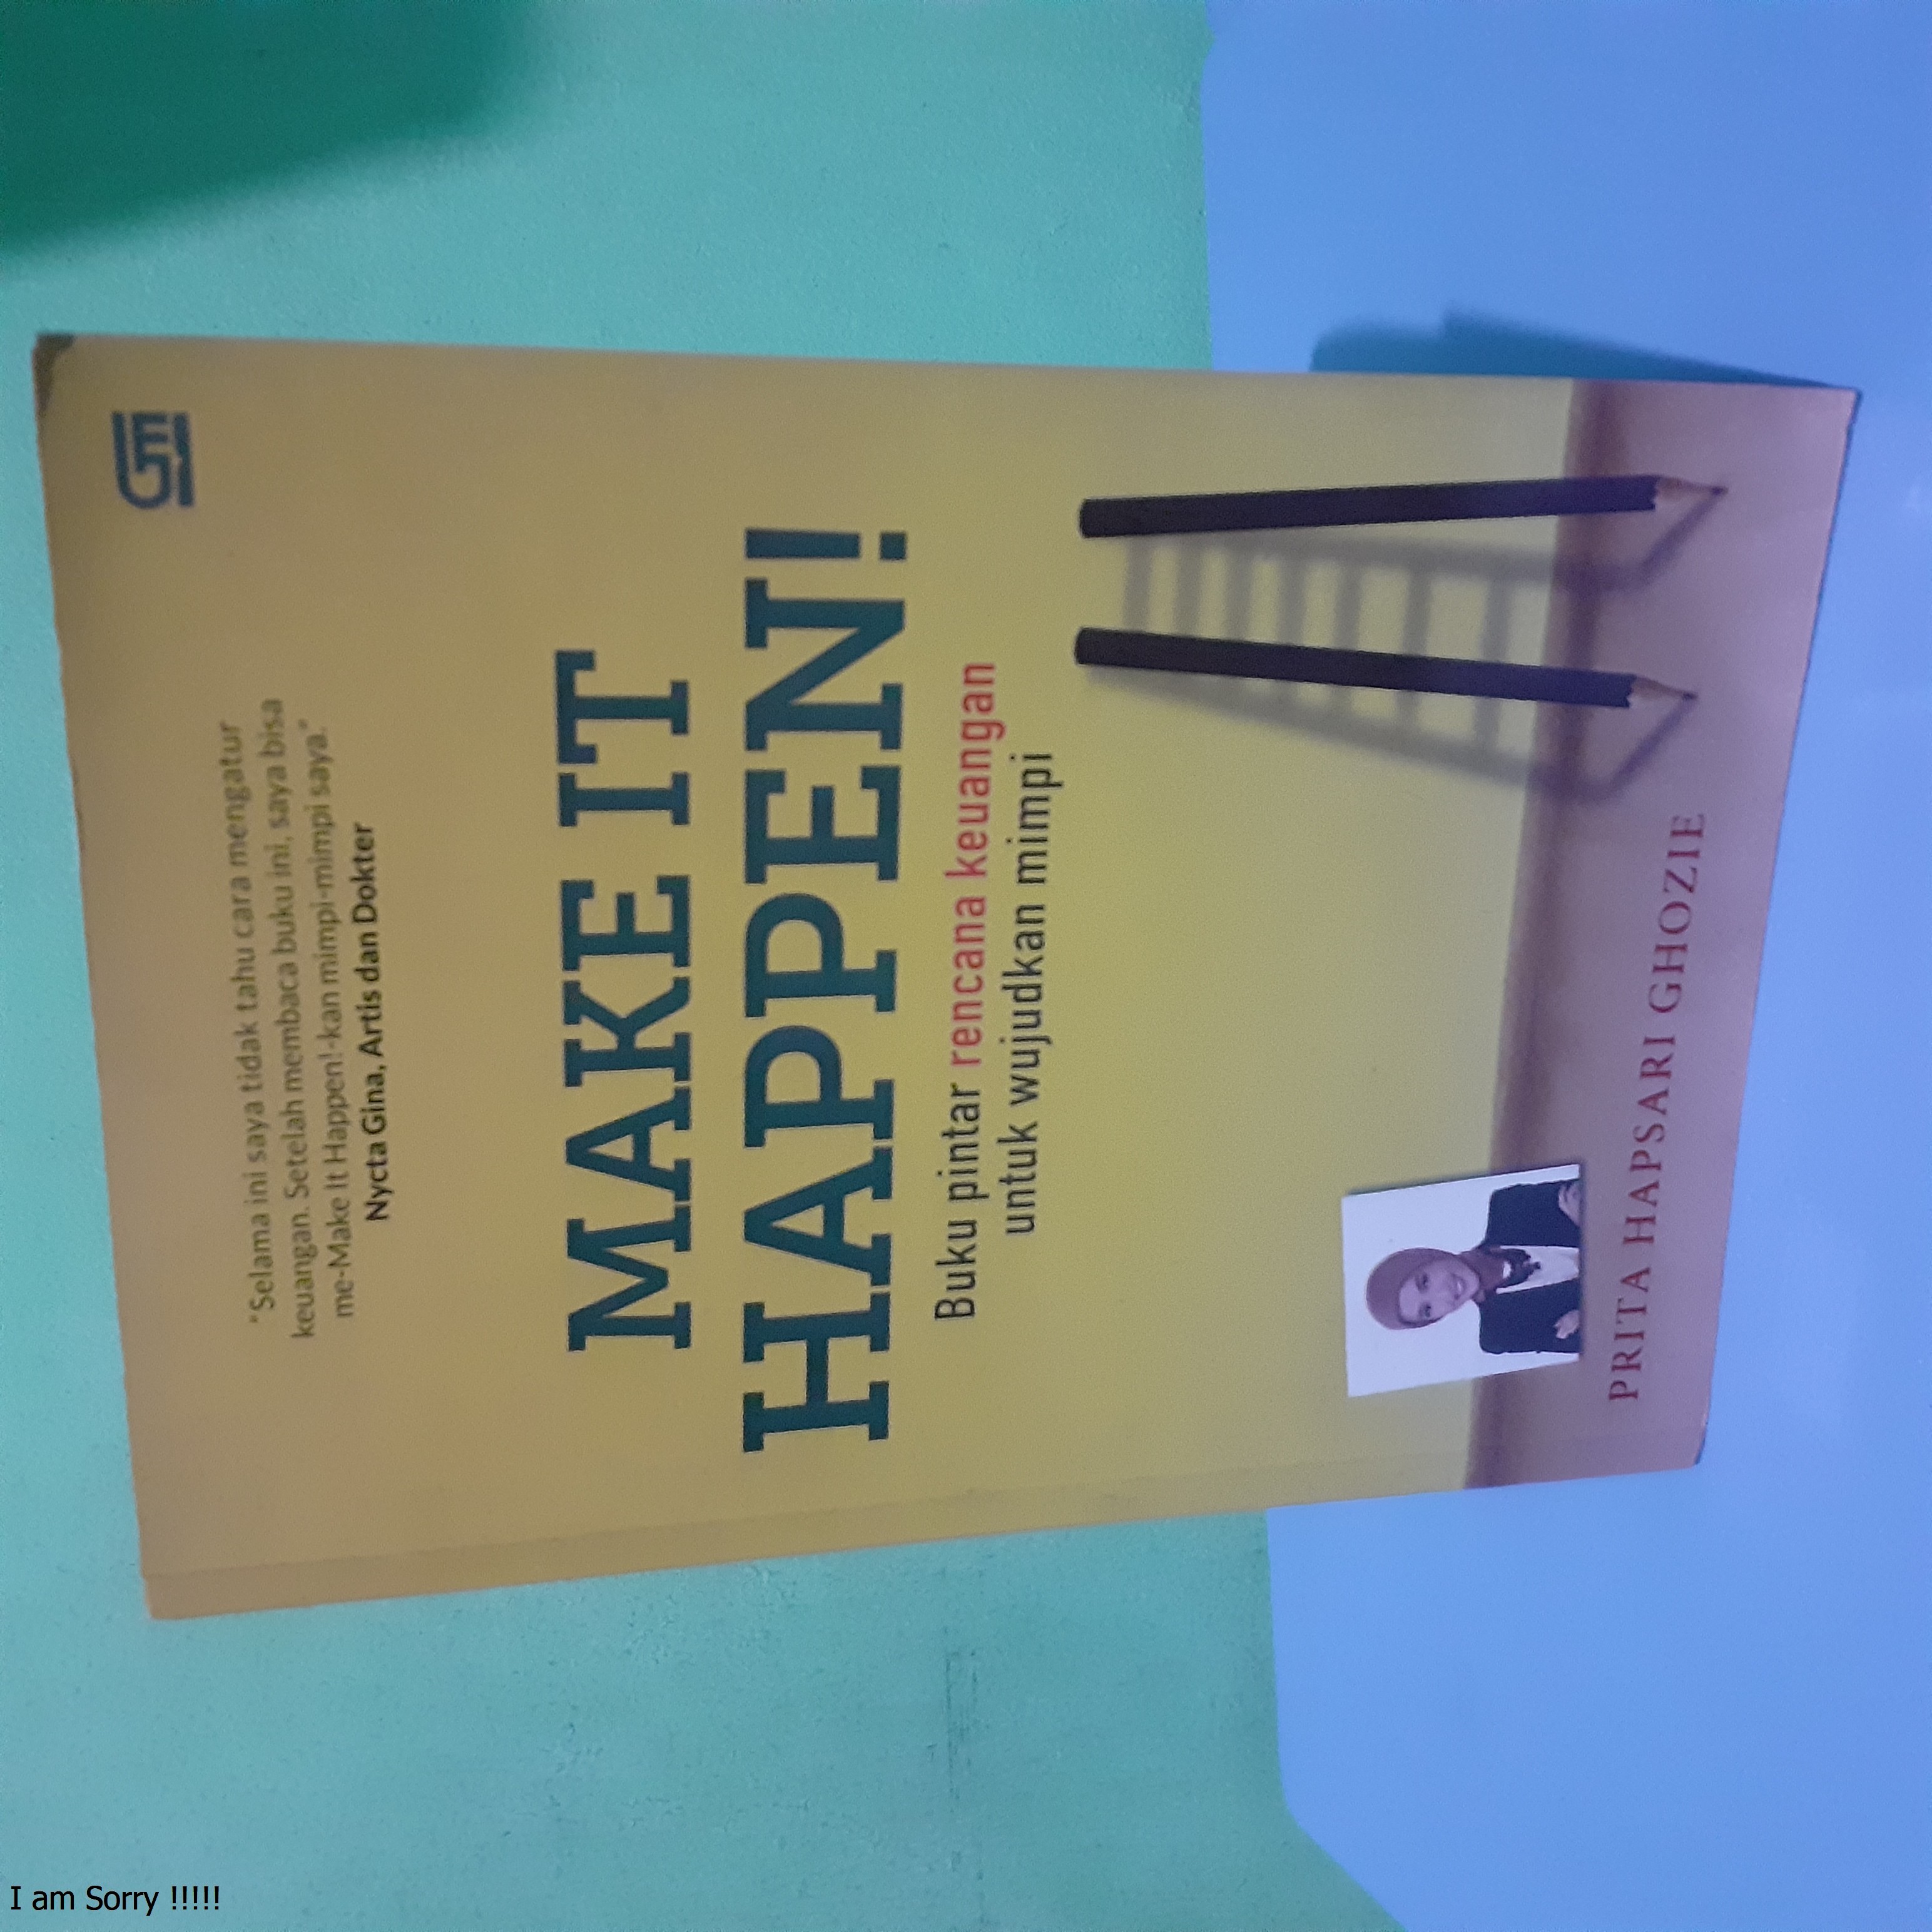 "Selama ini saya tidak tahu cara mengatur
keuangan. Setelah membaca buku ini, saya bisa
me-Make It Happen!-kan mimpi-mimpi saya."
Nycta Gina, Artis dan Dokter
MAKE IT
HAPPEN!
Buku pintar rencana keuangan
untuk wujudkan mimpi
PRITA HAPSARI GHOZIE
I am Sorry !!!!!